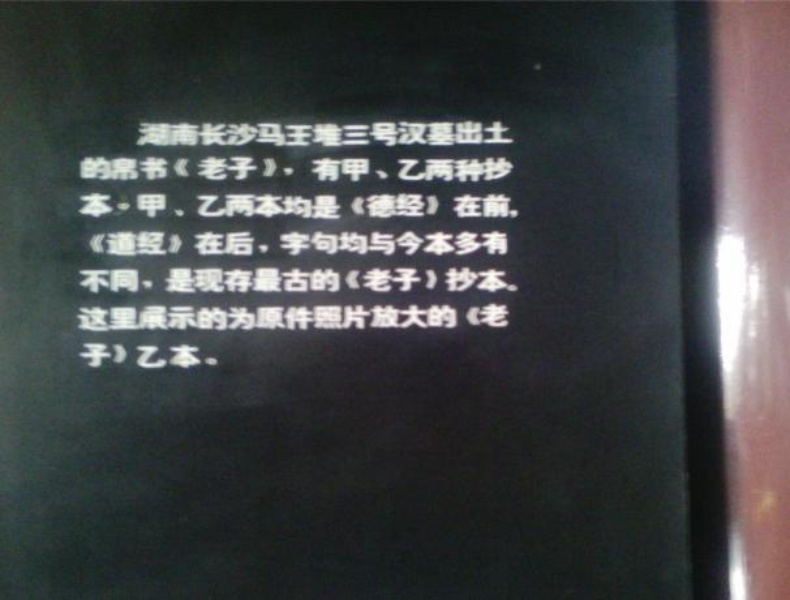 湖南长沙马王堆三号汉墓出土
的帛书《老子》，有甲、乙两种抄
本。甲、乙两本均是《德经》在前，
《道经》在后，字句均与今本多有
不同，是现存最古的《老子》抄本。
这里展示的为原件照片放大的《老
子》乙本。